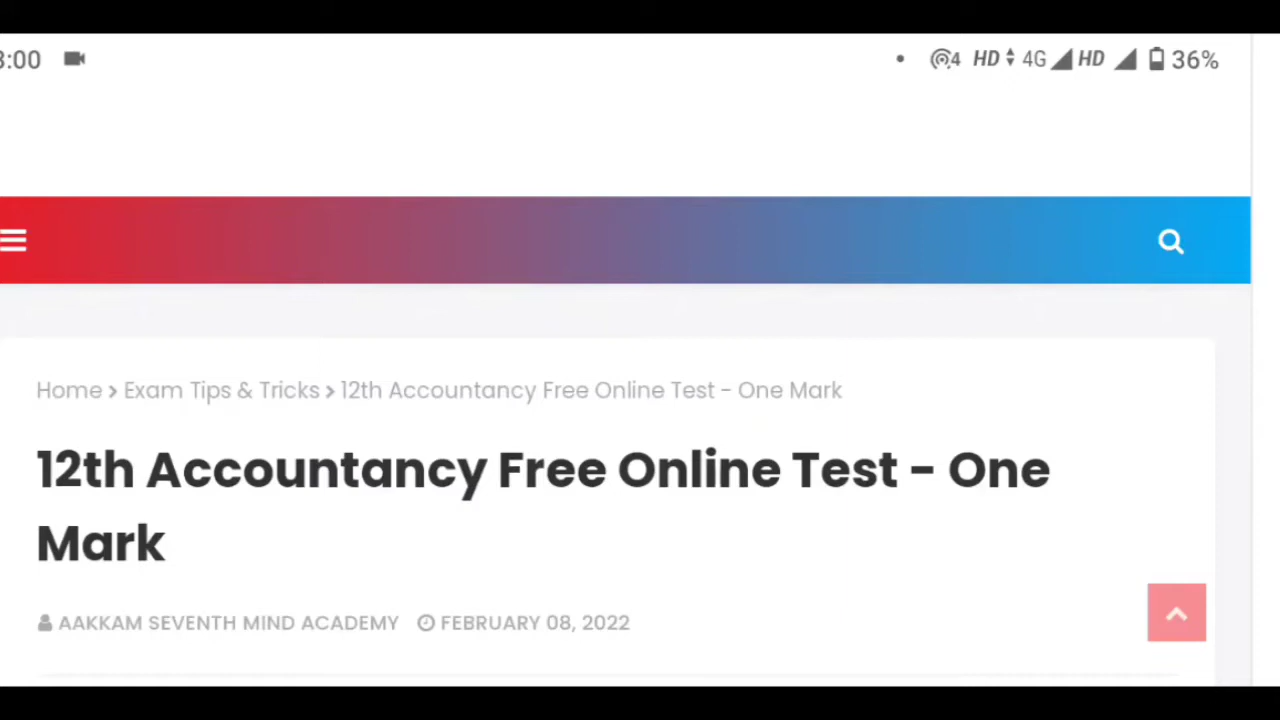 3:00 4 HD 4G HD 36%
Home > Exam Tips & Tricks > 12th Accountancy Free Online Test - One Mark
12th Accountancy Free Online Test - One
Mark
AAKKAM SEVENTH MIND ACADEMY FEBRUARY 08, 2022